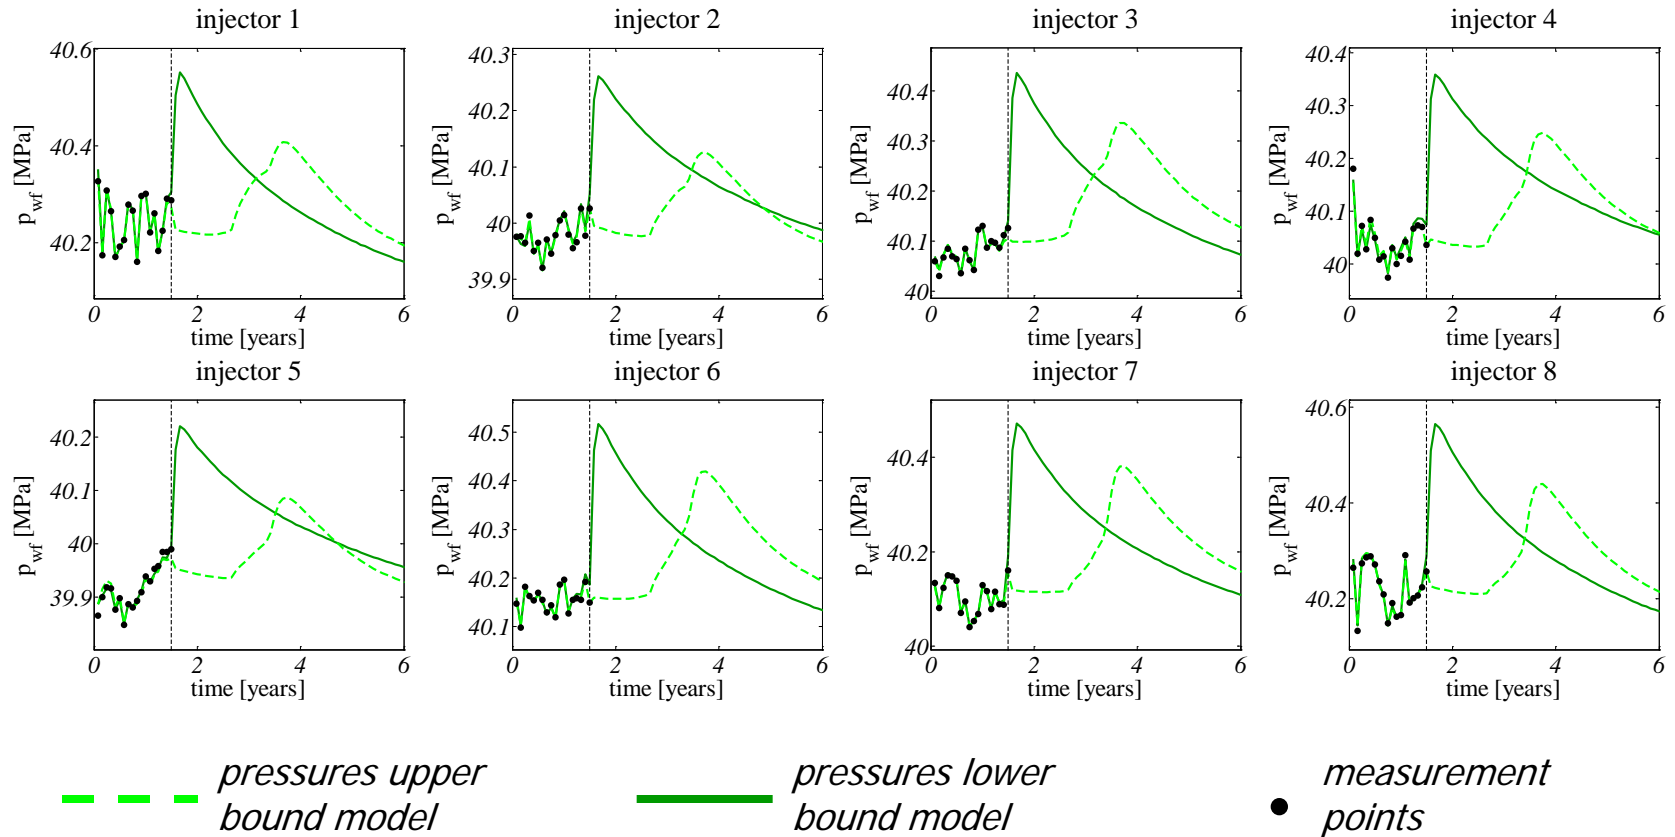 injector 1
injector 2
injector 3
injector 4
40.6
40.4
40.2
p_wf [MPa]
0 2 4 6
time [years]
40.3
40.2
40.1
40
39.9
p_wf [MPa]
0 2 4 6
time [years]
40.4
40.3
40.2
40.1
40
p_wf [MPa]
0 2 4 6
time [years]
40.4
40.3
40.2
40.1
40
p_wf [MPa]
0 2 4 6
time [years]
injector 5
injector 6
injector 7
injector 8
40.2
40.1
40
39.9
p_wf [MPa]
0 2 4 6
time [years]
40.5
40.4
40.3
40.2
40.1
p_wf [MPa]
0 2 4 6
time [years]
40.4
40.2
40
p_wf [MPa]
0 2 4 6
time [years]
40.6
40.4
40.2
p_wf [MPa]
0 2 4 6
time [years]
pressures upper
bound model
pressures lower
bound model
measurement
points